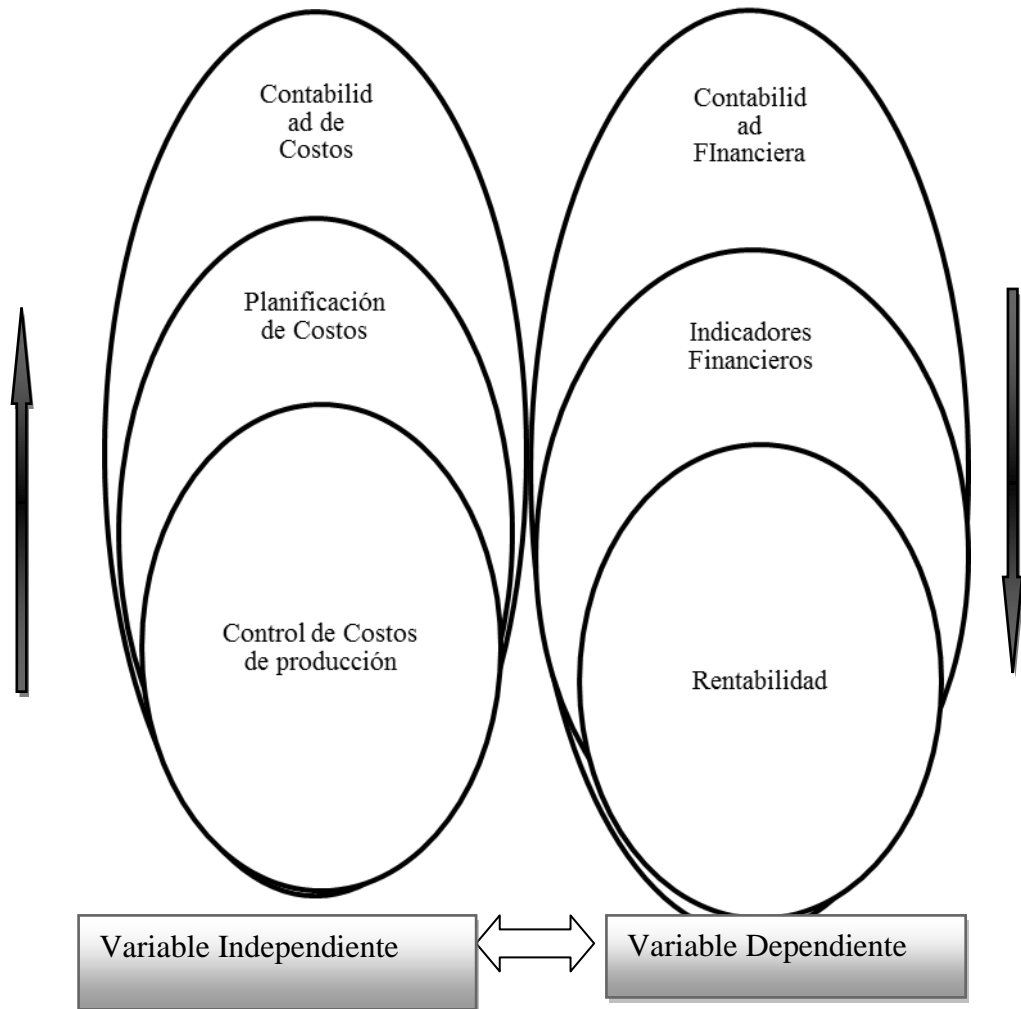 Contabilid
ad de
Costos
Planificación
de Costos
Control de Costos
de producción
Contabilid
ad
FInanciera
Indicadores
Financieros
Rentabilidad
Variable Independiente
Variable Dependiente